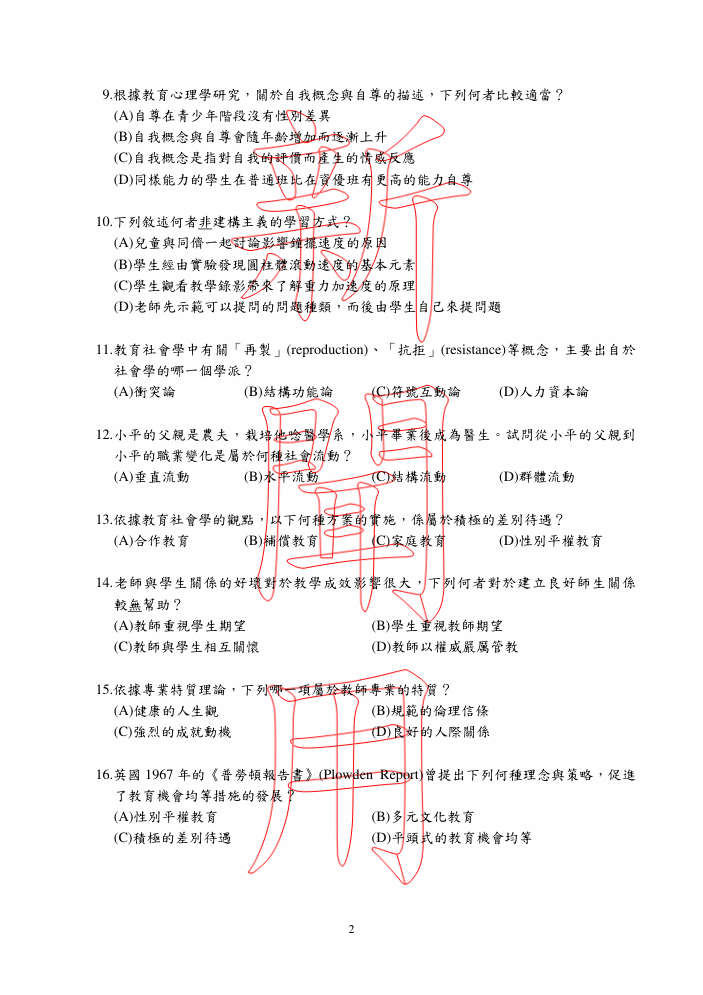 9.根據教育心理學研究，關於自我概念與自尊的描述，下列何者比較適當？
(A)自尊在青少年階段沒有性別差異
(B)自我概念與自尊會隨年齡增加而逐漸上升
(C)自我概念是指對自我的評價而產生的情感反應
(D)同樣能力的學生在普通班比在資優班有更高的能力自尊
10.下列敘述何者非建構主義的學習方式？
(A)兒童與同儕一起討論影響鐘擺速度的原因
(B)學生經由實驗發現圓柱體滾動速度的基本元素
(C)學生觀看教學錄影帶來了解重力加速度的原理
(D)老師先示範可以提問的問題種類，而後由學生自己來提問題
11.教育社會學中有關「再製」(reproduction)、「抗拒」(resistance)等概念，主要出自於
社會學的哪一個學派？
(A)衝突論 (B)結構功能論 (C)符號互動論 (D)人力資本論
12.小平的父親是農夫，栽培他唸醫學系，小平畢業後成為醫生。試問從小平的父親到
小平的職業變化是屬於何種社會流動？
(A)垂直流動 (B)水平流動 (C)結構流動 (D)群體流動
13.依據教育社會學的觀點，以下何種方案的實施，係屬於積極的差別待遇？
(A)合作教育 (B)補償教育 (C)家庭教育 (D)性別平權教育
14.老師與學生關係的好壞對於教學成效影響很大，下列何者對於建立良好師生關係
較無幫助？
(A)教師重視學生期望 (B)學生重視教師期望
(C)教師與學生相互關懷 (D)教師以權威嚴厲管教
15.依據專業特質理論，下列哪一項屬於教師專業的特質？
(A)健康的人生觀 (B)規範的倫理信條
(C)強烈的成就動機 (D)良好的人際關係
16.英國 1967 年的《普勞頓報告書》(Plowden Report)曾提出下列何種理念與策略，促進
了教育機會均等措施的發展？
(A)性別平權教育 (B)多元文化教育
(C)積極的差別待遇 (D)平頭式的教育機會均等
新聞用
2